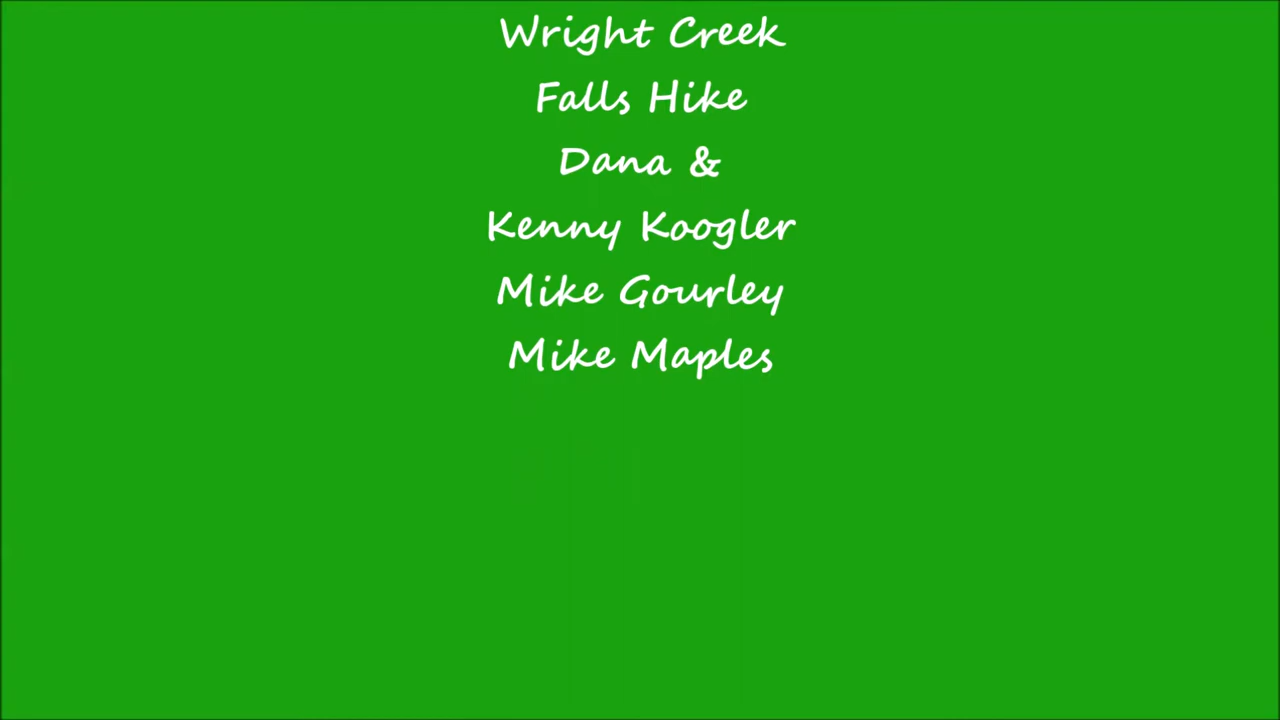 Wright Creek
Falls Hike
Dana &
Kenny Koogler
Mike Gourley
Mike Maples